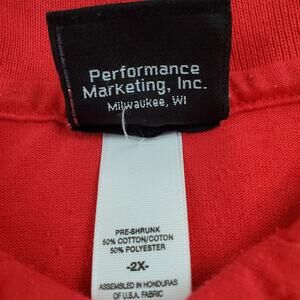 Performance
Marketing, Inc.
Milwaukee, WI
PRE-SHRUNK
50% COTTON/COTON
50% POLYESTER
-2X-
ASSEMBLED IN HONDURAS
OF U.S.A. FABRIC